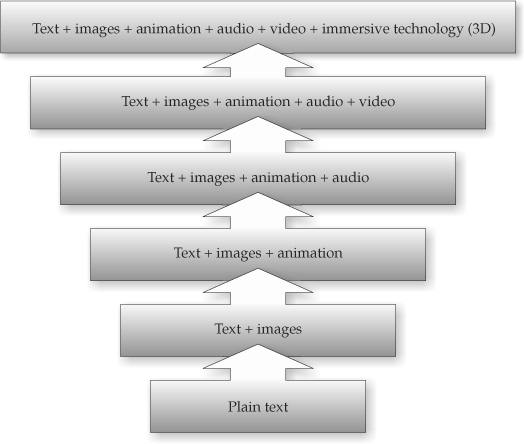 Text + images + animation + audio + video + immersive technology (3D)
Text + images + animation + audio + video
Text + images + animation + audio
Text + images + animation
Text + images
Plain text